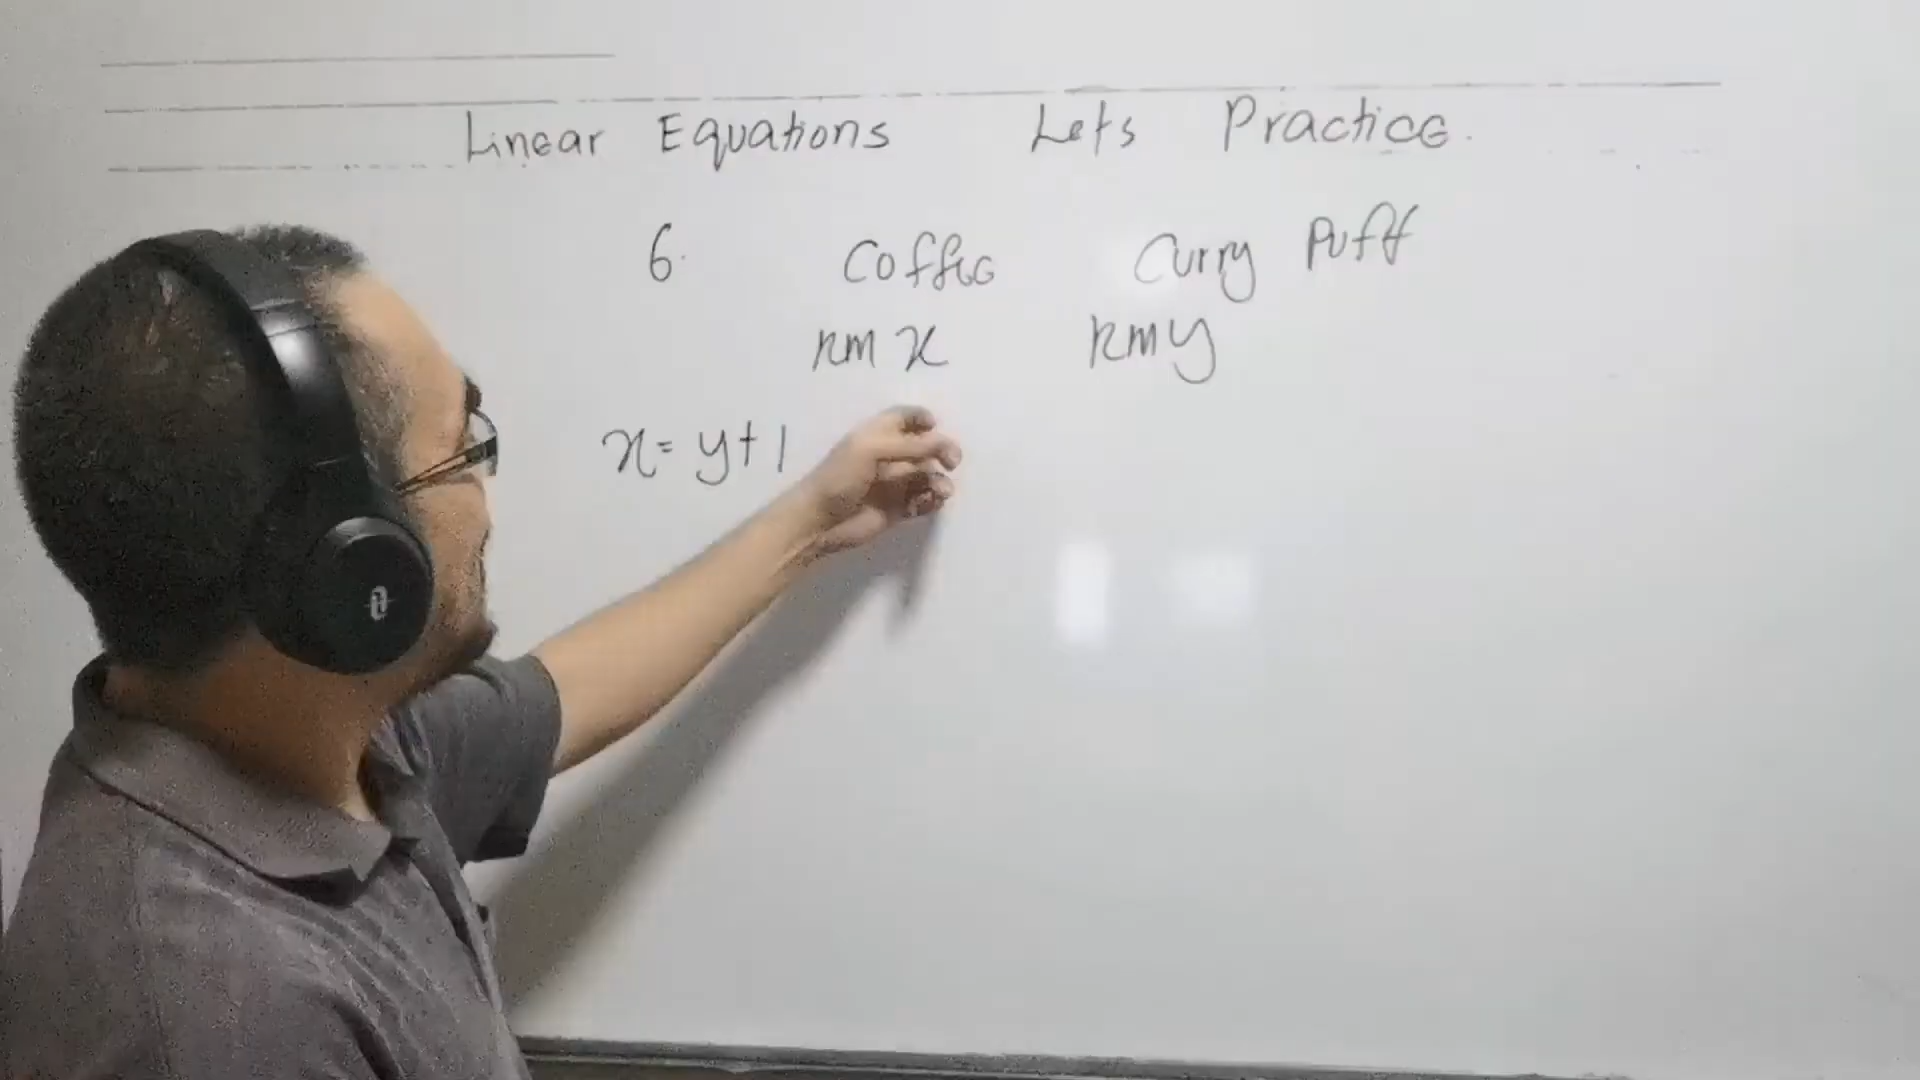 Linear Equations Lets Practice.
6. Coffee Curry Puff
RM x RM y
x = y + 1